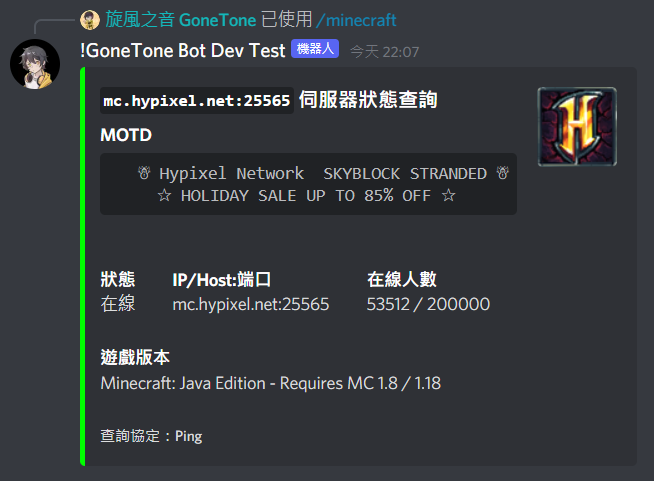 旋風之音 GoneTone 已使用 /minecraft
!GoneTone Bot Dev Test 機器人 今天 22:07
mc.hypixel.net:25565 伺服器狀態查詢
MOTD
☃ Hypixel Network  SKYBLOCK STRANDED ☃
☆ HOLIDAY SALE UP TO 85% OFF ☆
狀態 IP/Host:端口 在線人數
在線 mc.hypixel.net:25565 53512 / 200000
遊戲版本
Minecraft: Java Edition - Requires MC 1.8 / 1.18
查詢協定：Ping
H